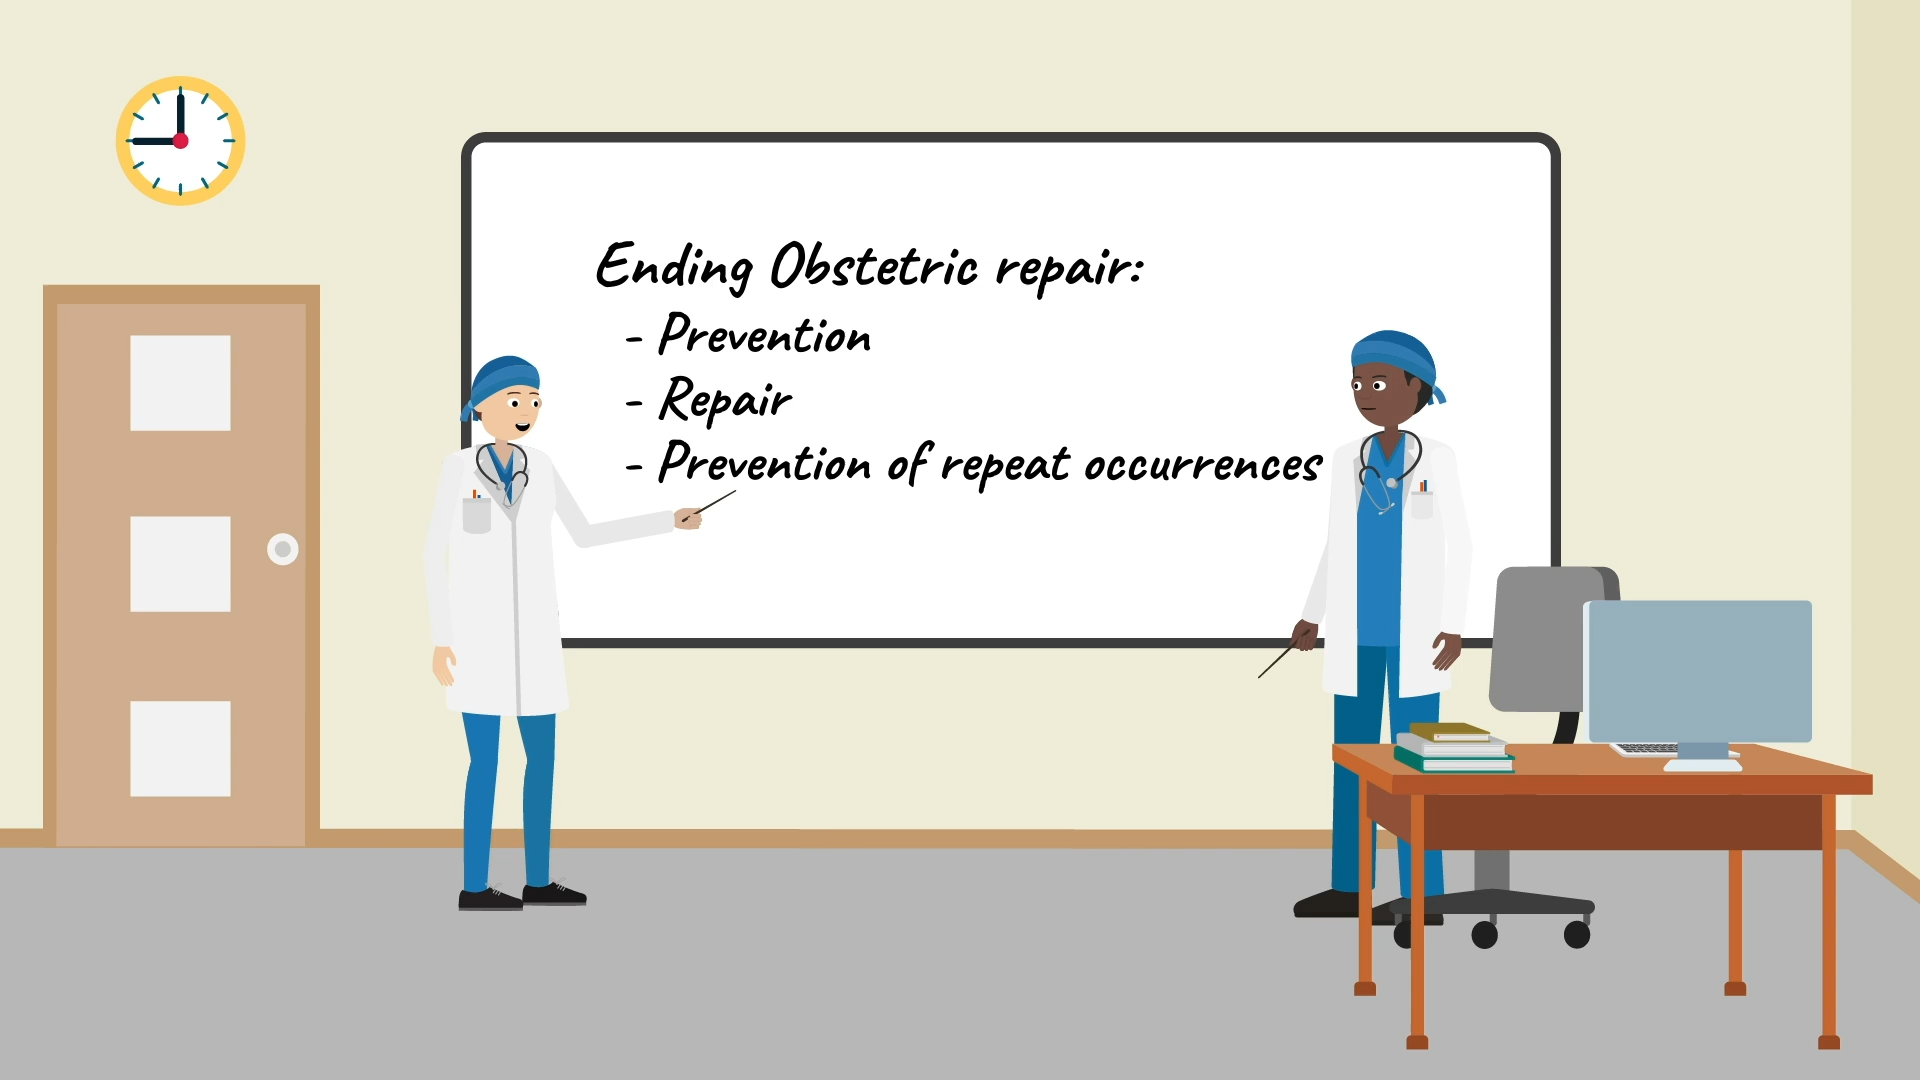 Ending Obstetric repair:
- Prevention
- Repair
- Prevention of repeat occurrences